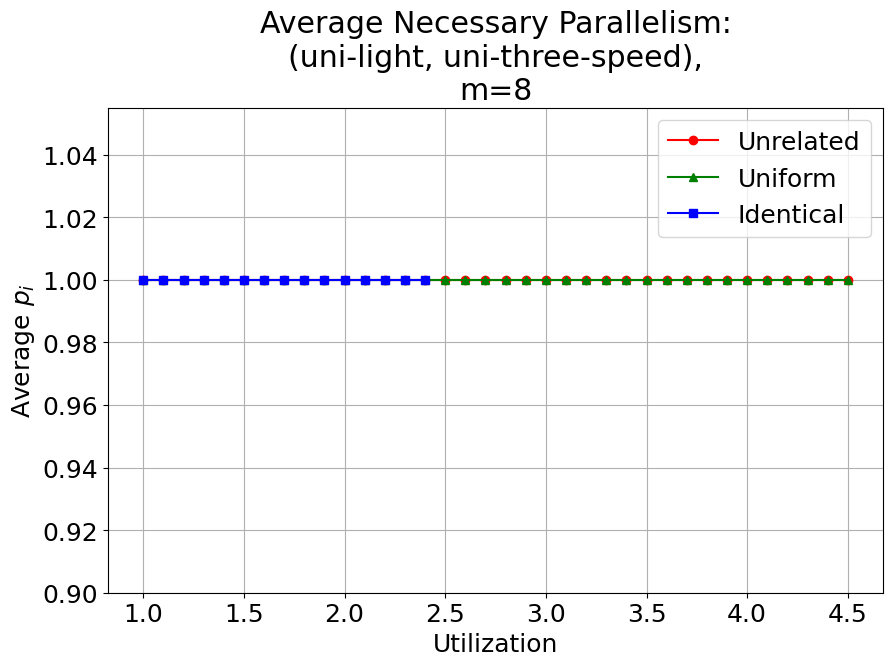 Average Necessary Parallelism:
(uni-light, uni-three-speed),
m=8
Unrelated
Uniform
Identical
1.04
1.02
1.00
0.98
0.96
0.94
0.92
0.90
Average $p_i$
1.0 1.5 2.0 2.5 3.0 3.5 4.0 4.5
Utilization